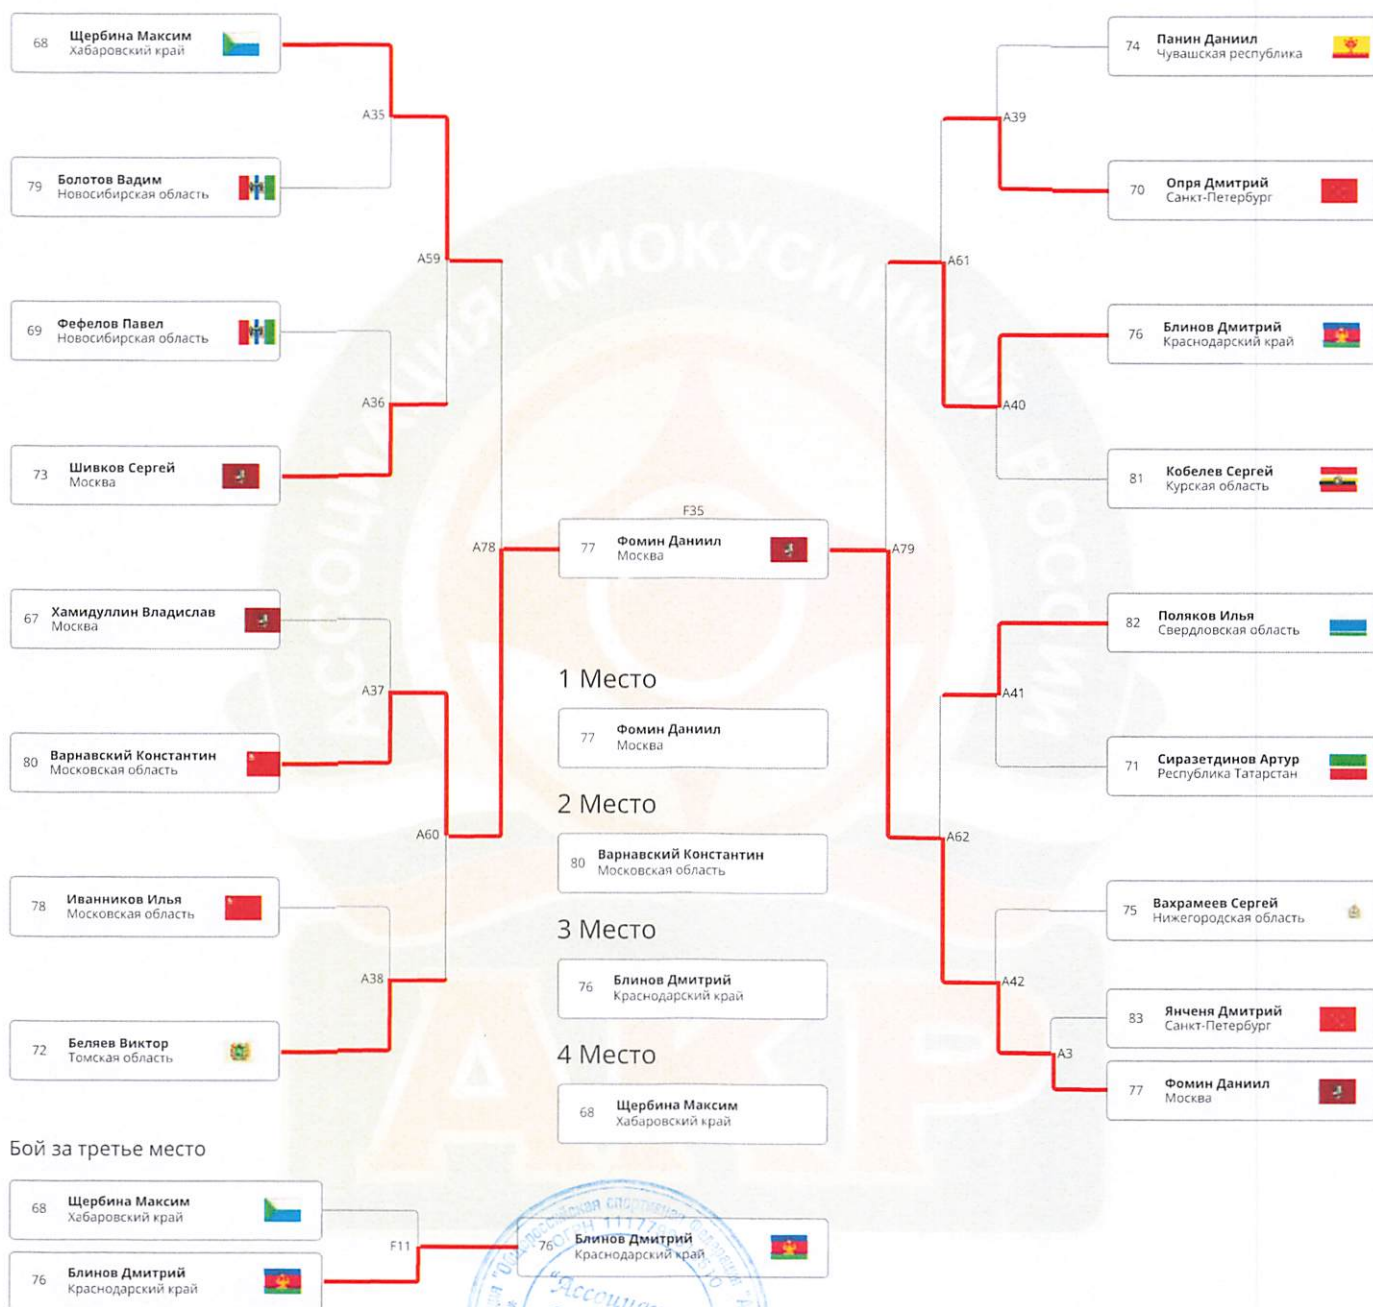 68 Щербина Максим
Хабаровский край
A35
79 Болотов Вадим
Новосибирская область
A59
69 Фефелов Павел
Новосибирская область
A36
73 Шивков Сергей
Москва
A78
67 Хамидуллин Владислав
Москва
A37
80 Варнавский Константин
Московская область
A60
78 Иванников Илья
Московская область
A38
72 Беляев Виктор
Томская область
F35
77 Фомин Даниил
Москва
1 Место
77 Фомин Даниил
Москва
2 Место
80 Варнавский Константин
Московская область
3 Место
76 Блинов Дмитрий
Краснодарский край
4 Место
68 Щербина Максим
Хабаровский край
74 Панин Даниил
Чувашская республика
A39
70 Опря Дмитрий
Санкт-Петербург
A61
76 Блинов Дмитрий
Краснодарский край
A40
81 Кобелев Сергей
Курская область
A79
82 Поляков Илья
Свердловская область
A41
71 Сиразетдинов Артур
Республика Татарстан
A62
75 Вахрамеев Сергей
Нижегородская область
A42
83 Янченя Дмитрий
Санкт-Петербург
A3
77 Фомин Даниил
Москва
Бой за третье место
68 Щербина Максим
Хабаровский край
F11
76 Блинов Дмитрий
Краснодарский край
76 Блинов Дмитрий
Краснодарский край
АССОЦИАЦИЯ КИОКУСИНКАЙ РОССИИ
АКР